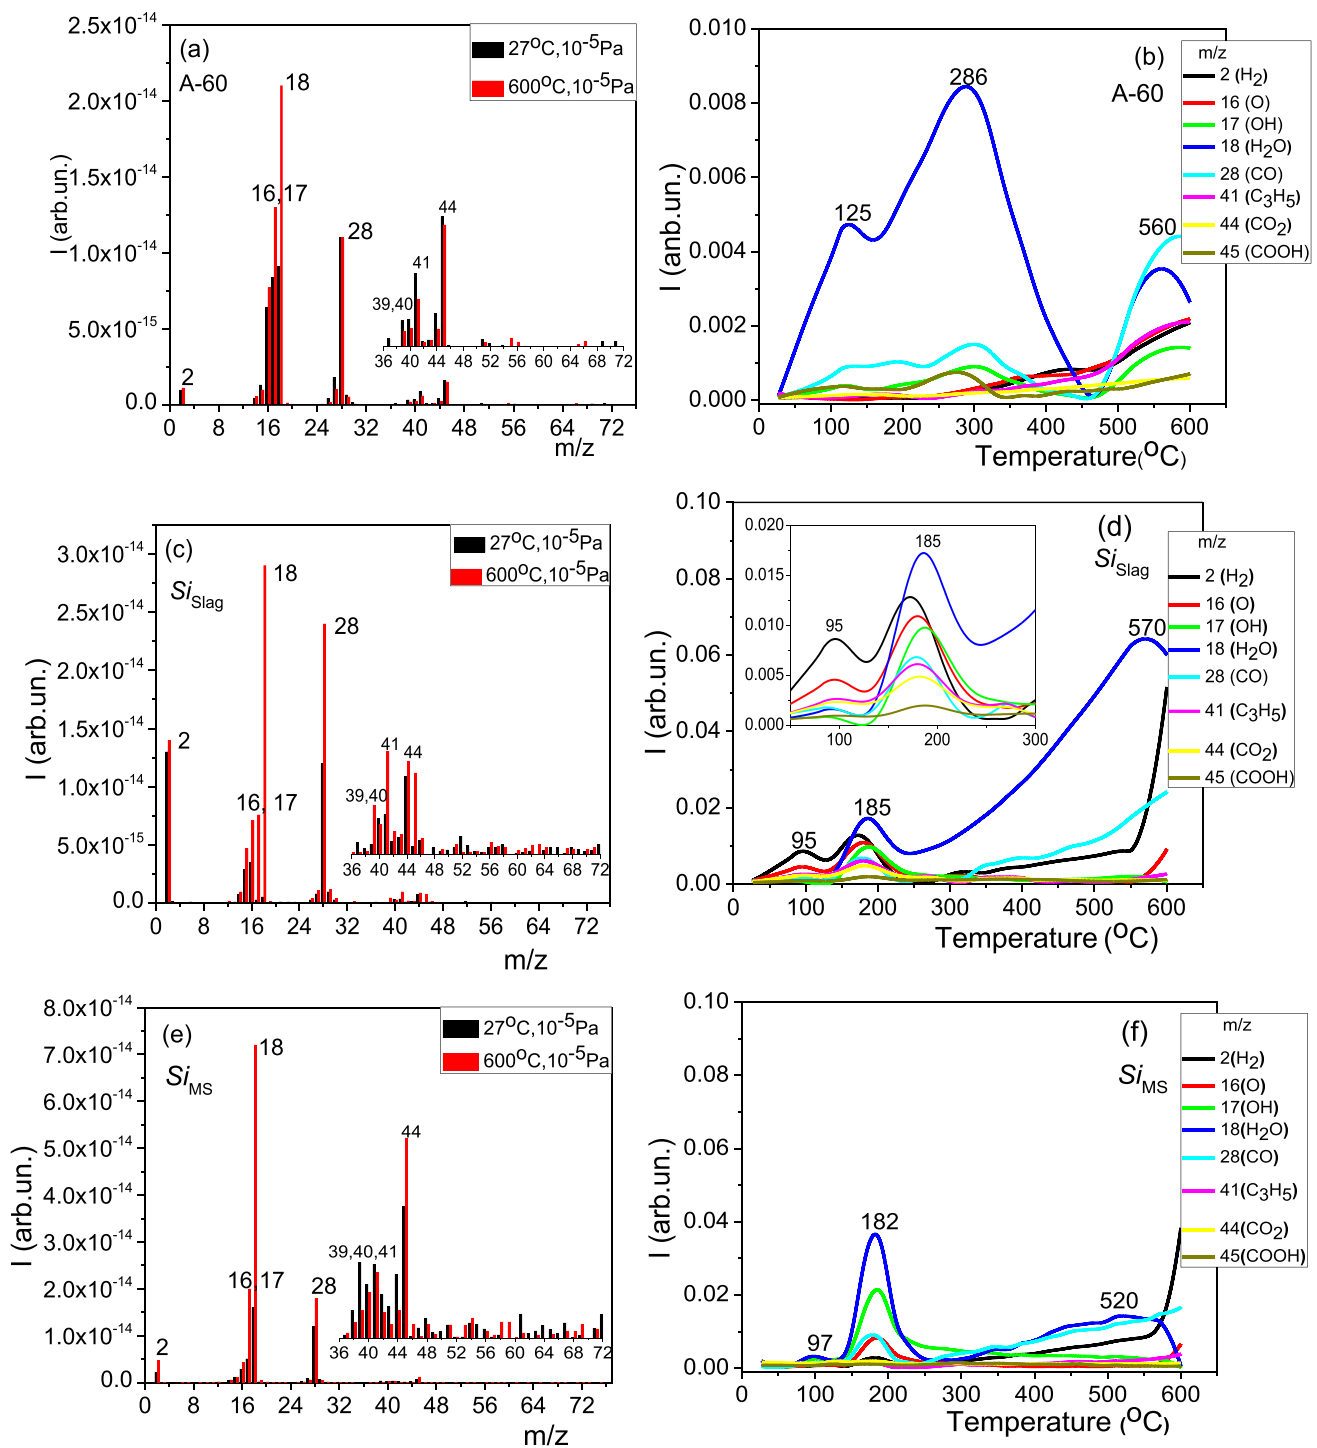 (a)
A-60
27°C,10⁻⁵Pa
600°C,10⁻⁵Pa
2.5x10⁻¹⁴
2.0x10⁻¹⁴
1.5x10⁻¹⁴
1.0x10⁻¹⁴
5.0x10⁻¹⁵
0.0
I (arb.un.)
2
16,17
18
28
39,40
41
44
36 40 44 48 52 56 60 64 68 72
0 8 16 24 32 40 48 56 64 72
m/z
(b)
A-60
m/z
2 (H₂)
16 (O)
17 (OH)
18 (H₂O)
28 (CO)
41 (C₃H₅)
44 (CO₂)
45 (COOH)
0.010
0.008
0.006
0.004
0.002
0.000
I (anb.un.)
125
286
560
0 100 200 300 400 500 600
Temperature(°C)
(c)
Si Slag
27°C,10⁻⁵Pa
600°C,10⁻⁵Pa
3.0x10⁻¹⁴
2.5x10⁻¹⁴
2.0x10⁻¹⁴
1.5x10⁻¹⁴
1.0x10⁻¹⁴
5.0x10⁻¹⁵
0.0
I (arb.un.)
2
16, 17
18
28
39,40
41
44
36 40 44 48 52 56 60 64 68 72
0 8 16 24 32 40 48 56 64 72
m/z
(d)
Si Slag
m/z
2 (H₂)
16 (O)
17 (OH)
18 (H₂O)
28 (CO)
41 (C₃H₅)
44 (CO₂)
45 (COOH)
0.10
0.08
0.06
0.04
0.02
0.00
I (arb.un.)
0.020
0.015
0.010
0.005
0.000
95
185
100 200 300
95
185
570
0 100 200 300 400 500 600
Temperature (°C)
(e)
Si MS
27°C,10⁻⁵Pa
600°C,10⁻⁵Pa
8.0x10⁻¹⁴
7.0x10⁻¹⁴
6.0x10⁻¹⁴
5.0x10⁻¹⁴
4.0x10⁻¹⁴
3.0x10⁻¹⁴
2.0x10⁻¹⁴
1.0x10⁻¹⁴
0.0
I (arb.un.)
2
16,17
18
28
39,40,41
44
36 40 44 48 54 58 60 64 68 72
0 8 16 24 32 40 48 56 64 72
m/z
(f)
Si MS
m/z
2(H₂)
16(O)
17(OH)
18(H₂O)
28(CO)
41(C₃H₅)
44(CO₂)
45(COOH)
0.10
0.08
0.06
0.04
0.02
0.00
I (arb.un.)
97
182
520
0 100 200 300 400 500 600
Temperature (°C)